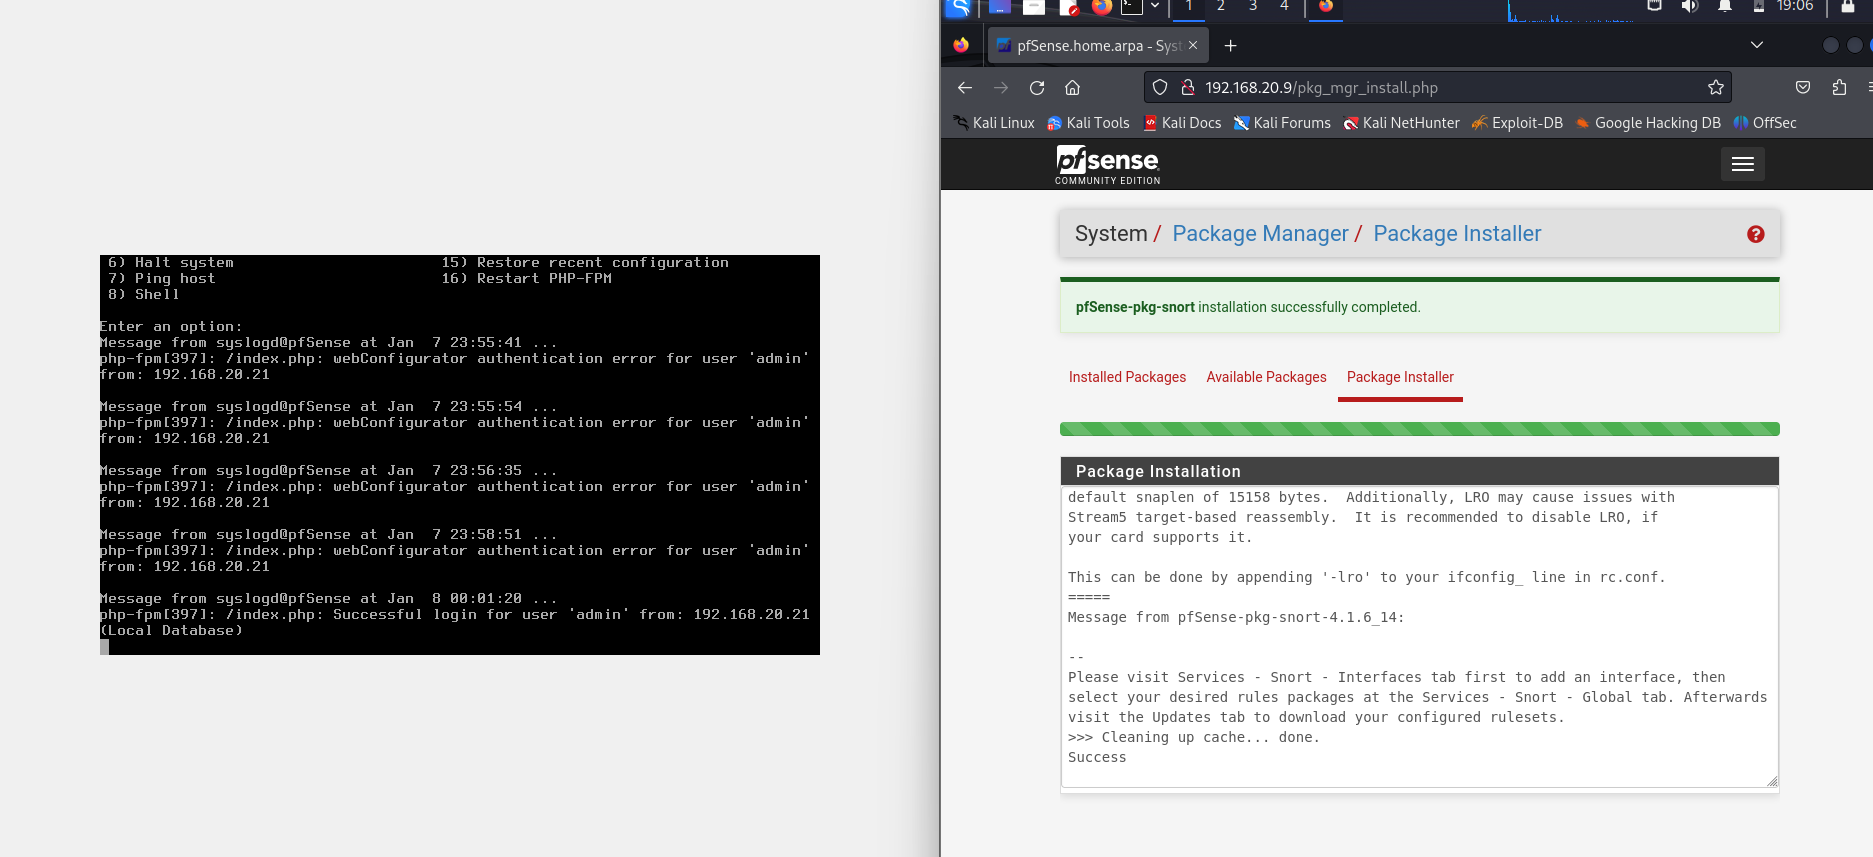 6) Halt system 15) Restore recent configuration
7) Ping host 16) Restart PHP-FPM
8) Shell
Enter an option:
Message from syslogd@pfSense at Jan  7 23:55:41 ...
php-fpm[397]: /index.php: webConfigurator authentication error for user 'admin'
from: 192.168.20.21
Message from syslogd@pfSense at Jan  7 23:55:54 ...
php-fpm[397]: /index.php: webConfigurator authentication error for user 'admin'
from: 192.168.20.21
Message from syslogd@pfSense at Jan  7 23:56:35 ...
php-fpm[397]: /index.php: webConfigurator authentication error for user 'admin'
from: 192.168.20.21
Message from syslogd@pfSense at Jan  7 23:58:51 ...
php-fpm[397]: /index.php: webConfigurator authentication error for user 'admin'
from: 192.168.20.21
Message from syslogd@pfSense at Jan  8 00:01:20 ...
php-fpm[397]: /index.php: Successful login for user 'admin' from: 192.168.20.21
(Local Database)
1 2 3 4 19:06
pfSense.home.arpa - Syst
192.168.20.9/pkg_mgr_install.php
Kali Linux Kali Tools Kali Docs Kali Forums Kali NetHunter Exploit-DB Google Hacking DB OffSec
pfsense
COMMUNITY EDITION
System / Package Manager / Package Installer
pfSense-pkg-snort installation successfully completed.
Installed Packages Available Packages Package Installer
Package Installation
default snaplen of 15158 bytes.  Additionally, LRO may cause issues with
Stream5 target-based reassembly.  It is recommended to disable LRO, if
your card supports it.
This can be done by appending '-lro' to your ifconfig_ line in rc.conf.
=====
Message from pfSense-pkg-snort-4.1.6_14:
--
Please visit Services - Snort - Interfaces tab first to add an interface, then
select your desired rules packages at the Services - Snort - Global tab. Afterwards
visit the Updates tab to download your configured rulesets.
>>> Cleaning up cache... done.
Success